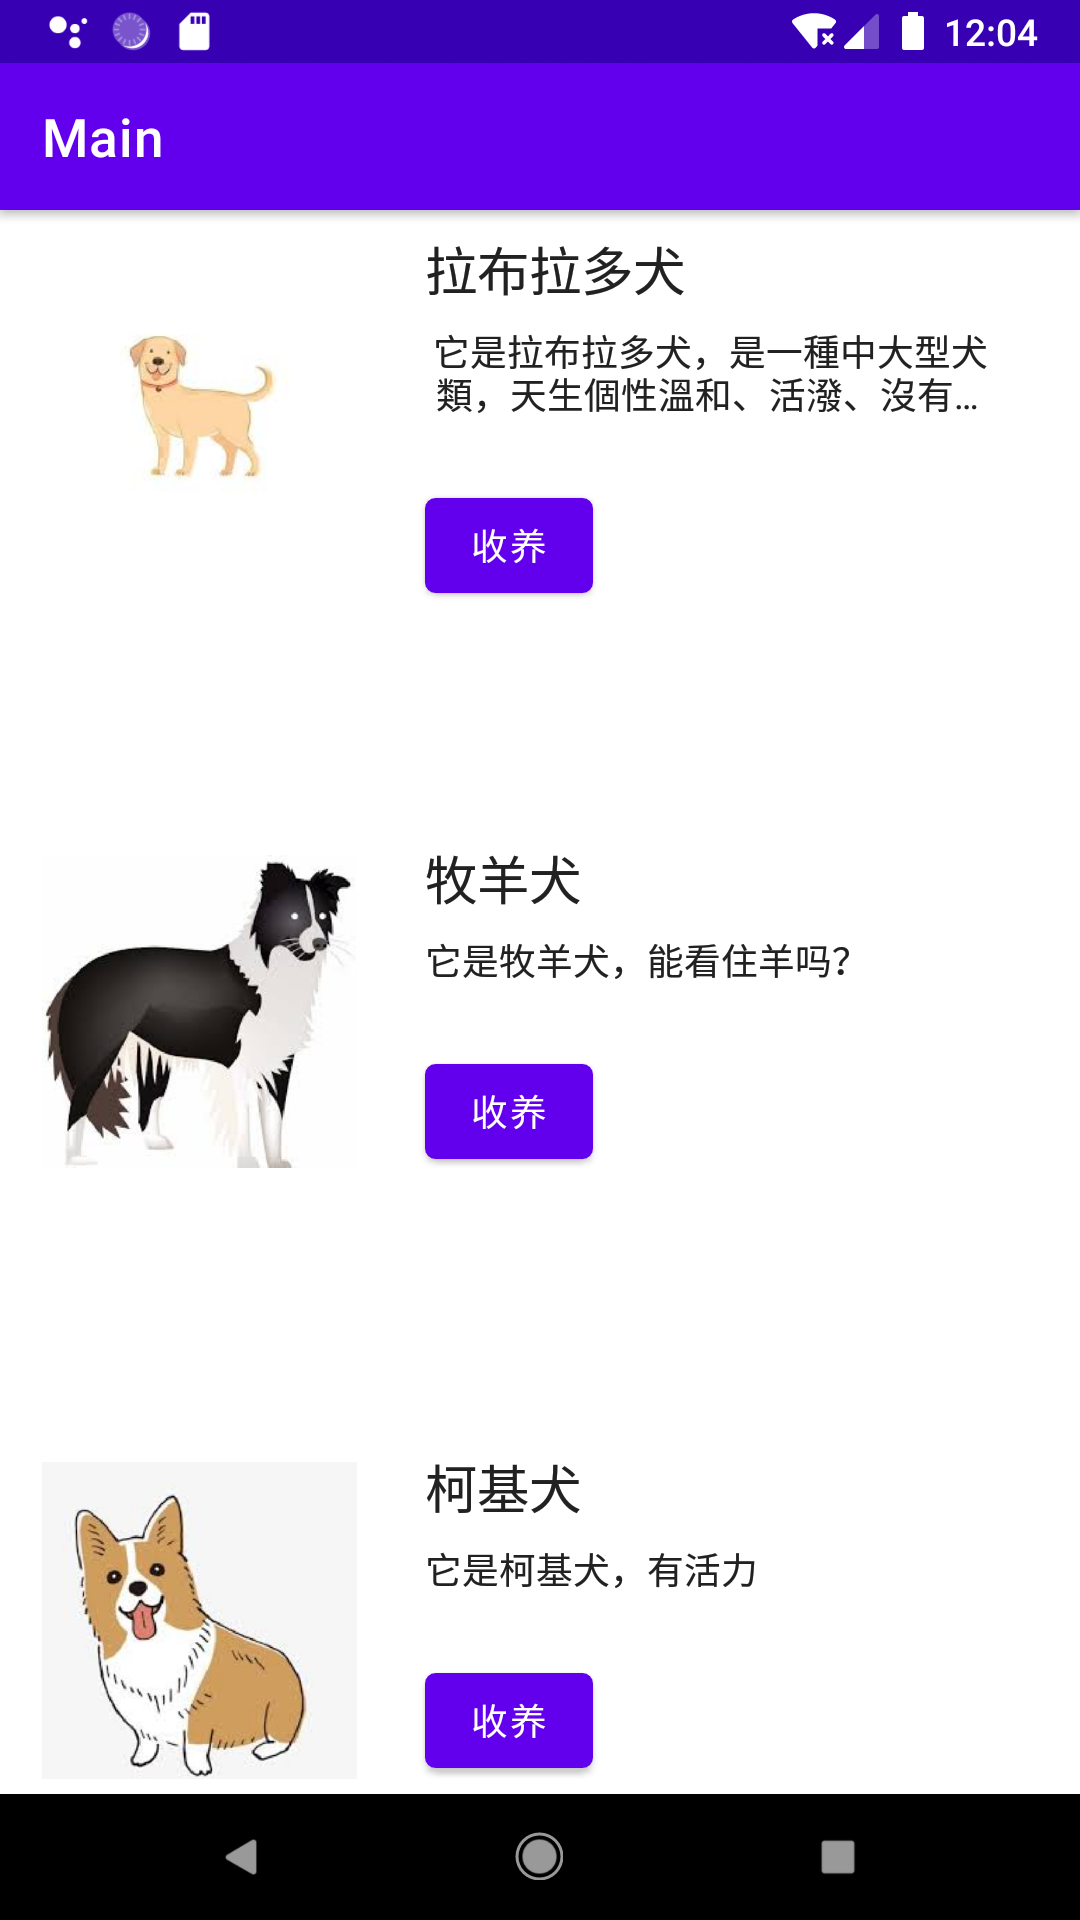 12:04
Main
拉布拉多犬
它是拉布拉多犬，是一種中大型犬
類，天生個性溫和、活潑、沒有...
收养
牧羊犬
它是牧羊犬，能看住羊吗？
收养
柯基犬
它是柯基犬，有活力
收养